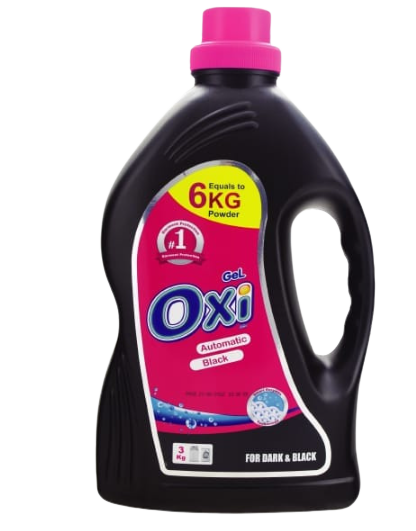 Equals to
6KG
Powder
#1
GeL
Oxi
Automatic
Black
3
KG
FOR DARK & BLACK